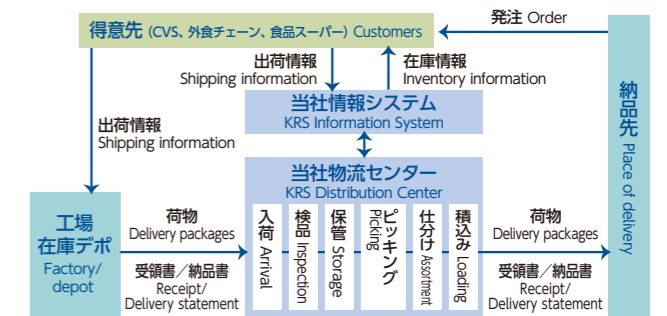 発注 Order
得意先 (CVS、外食チェーン、食品スーパー) Customers
出荷情報
Shipping information
在庫情報
Inventory information
当社情報システム
KRS Information System
出荷情報
Shipping information
当社物流センター
KRS Distribution Center
入荷 Arrival
検品 Inspection
保管 Storage
ピッキング
Picking
仕分け Assortment
積込み Loading
工場
在庫デポ
Factory/
depot
荷物
Delivery packages
受領書／納品書
Receipt/
Delivery statement
荷物
Delivery packages
受領書／納品書
Receipt/
Delivery statement
納品先 Place of delivery